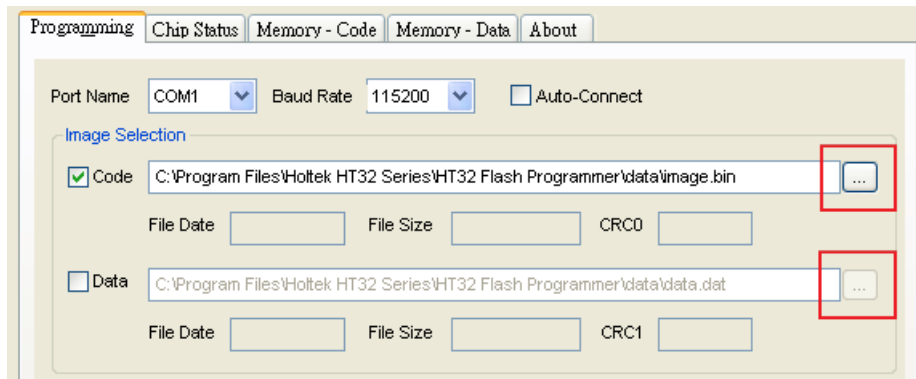 Programming Chip Status Memory - Code Memory - Data About
Port Name COM1 Baud Rate 115200 Auto-Connect
Image Selection
Code C:\Program Files\Holtek HT32 Series\HT32 Flash Programmer\data\image.bin ...
File Date File Size CRC0
Data C:\Program Files\Holtek HT32 Series\HT32 Flash Programmer\data\data.dat ...
File Date File Size CRC1